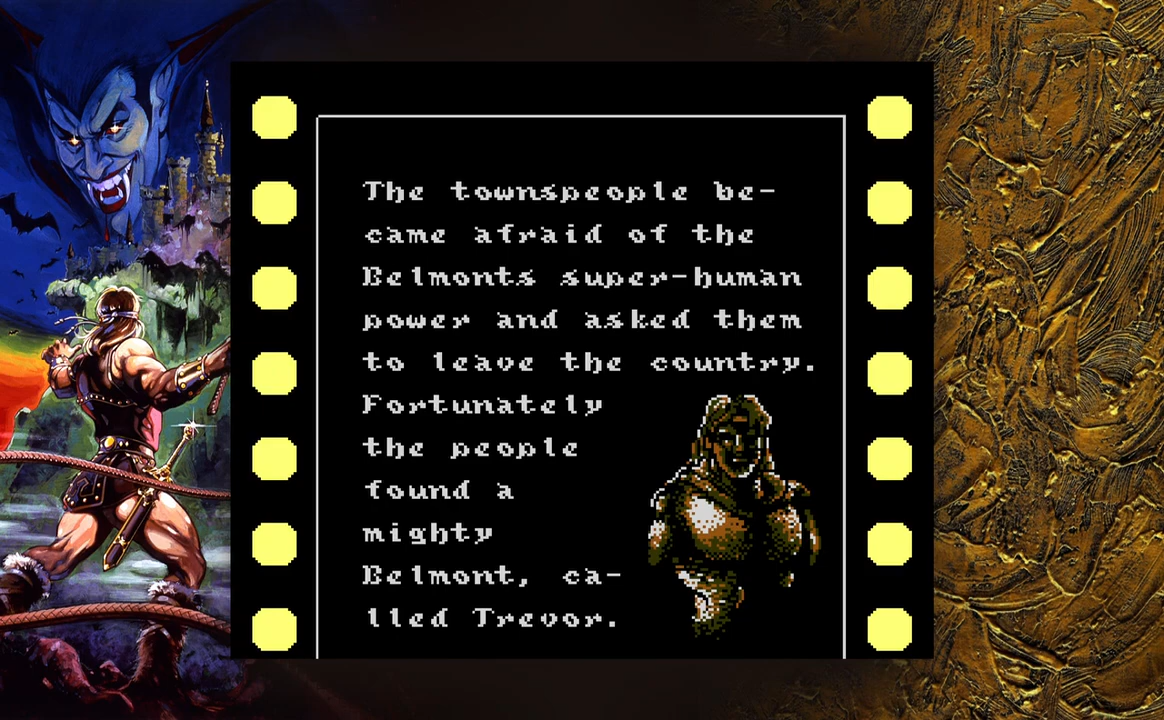 The townspeople be-
came afraid of the
Belmonts super-human
power and asked them
to leave the country.
Fortunately
the people
found a
mighty
Belmont, ca-
lled Trevor.